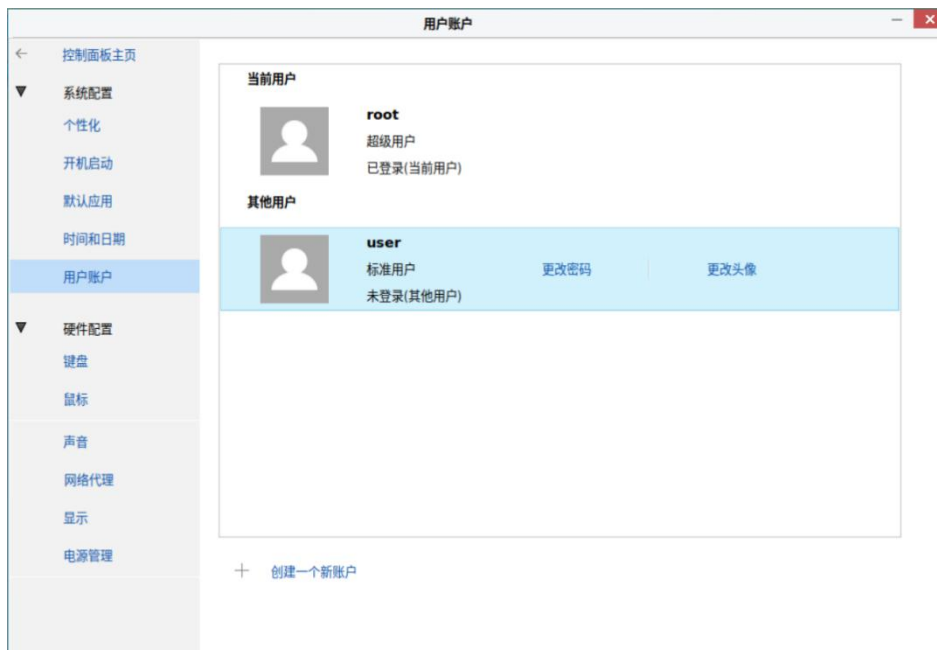 用户账户
控制面板主页
系统配置
个性化
开机启动
默认应用
时间和日期
用户账户
硬件配置
键盘
鼠标
声音
网络代理
显示
电源管理
当前用户
root
超级用户
已登录(当前用户)
其他用户
user
标准用户
更改密码
更改头像
未登录(其他用户)
创建一个新账户